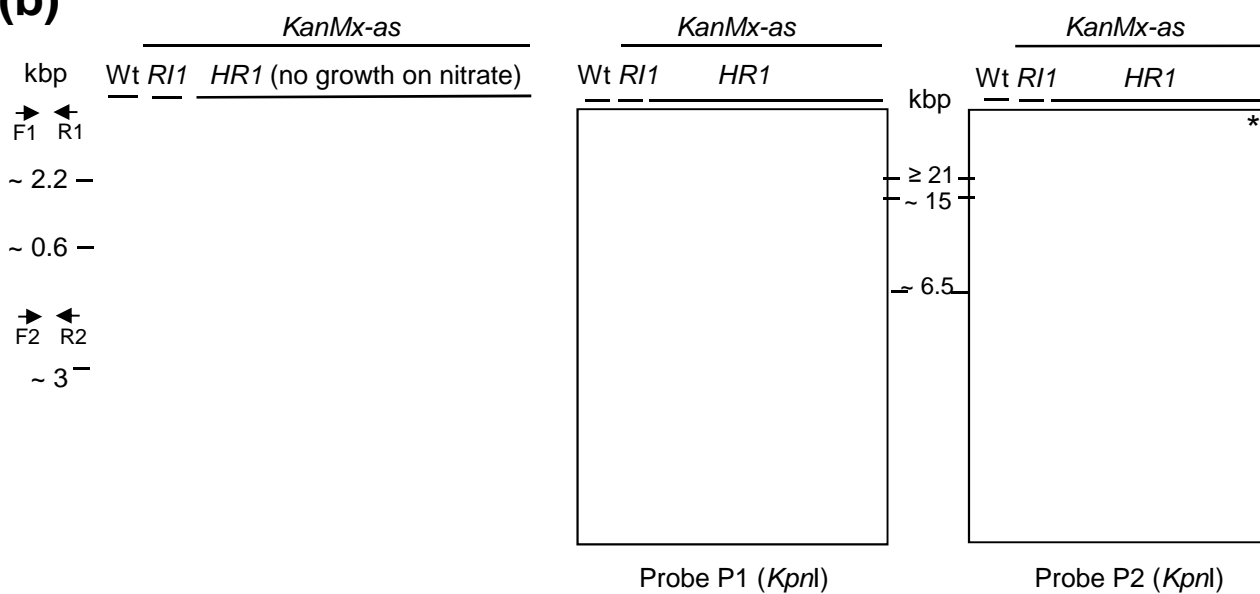 (b)
KanMx-as
kbp Wt RI1 HR1 (no growth on nitrate)
F1 R1
~ 2.2
~ 0.6
F2 R2
~ 3
KanMx-as
Wt RI1 HR1
kbp
≥ 21
~ 15
~ 6.5
Probe P1 (KpnI)
KanMx-as
Wt RI1 HR1
*
Probe P2 (KpnI)